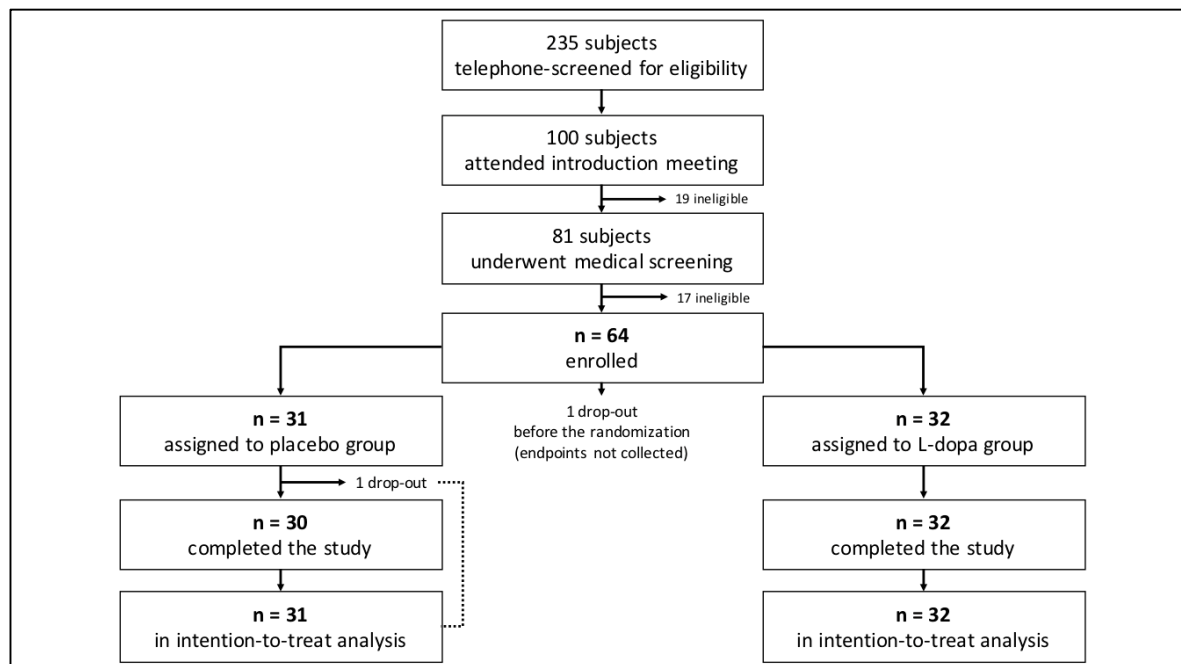 235 subjects
telephone-screened for eligibility
100 subjects
attended introduction meeting
19 ineligible
81 subjects
underwent medical screening
17 ineligible
n = 64
enrolled
n = 31
assigned to placebo group
1 drop-out
before the randomization
(endpoints not collected)
n = 32
assigned to L-dopa group
1 drop-out
n = 30
completed the study
n = 32
completed the study
n = 31
in intention-to-treat analysis
n = 32
in intention-to-treat analysis